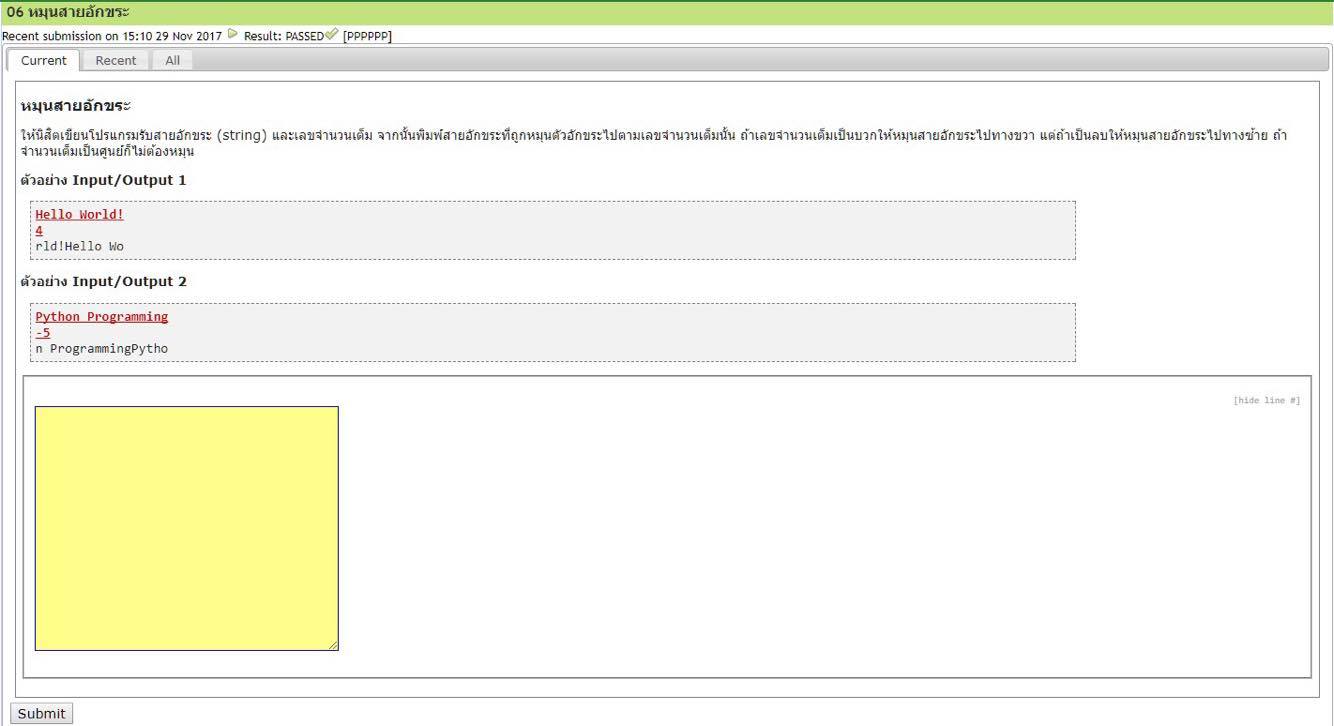 06 หมุนสายอักขระ
Recent submission on 15:10 29 Nov 2017 Result: PASSED [PPPPPP]
Current Recent All
หมุนสายอักขระ
ให้นิสิตเขียนโปรแกรมรับสายอักขระ (string) และเลขจำนวนเต็ม จากนั้นพิมพ์สายอักขระที่ถูกหมุนตัวอักขระไปตามเลขจำนวนเต็มนั้น ถ้าเลขจำนวนเต็มเป็นบวกให้หมุนสายอักขระไปทางขวา แต่ถ้าเป็นลบให้หมุนสายอักขระไปทางซ้าย ถ้า
จำนวนเต็มเป็นศูนย์ก็ไม่ต้องหมุน
ตัวอย่าง Input/Output 1
Hello World!
4
rld!Hello Wo
ตัวอย่าง Input/Output 2
Python Programming
-5
n ProgrammingPytho
[hide line #]
Submit